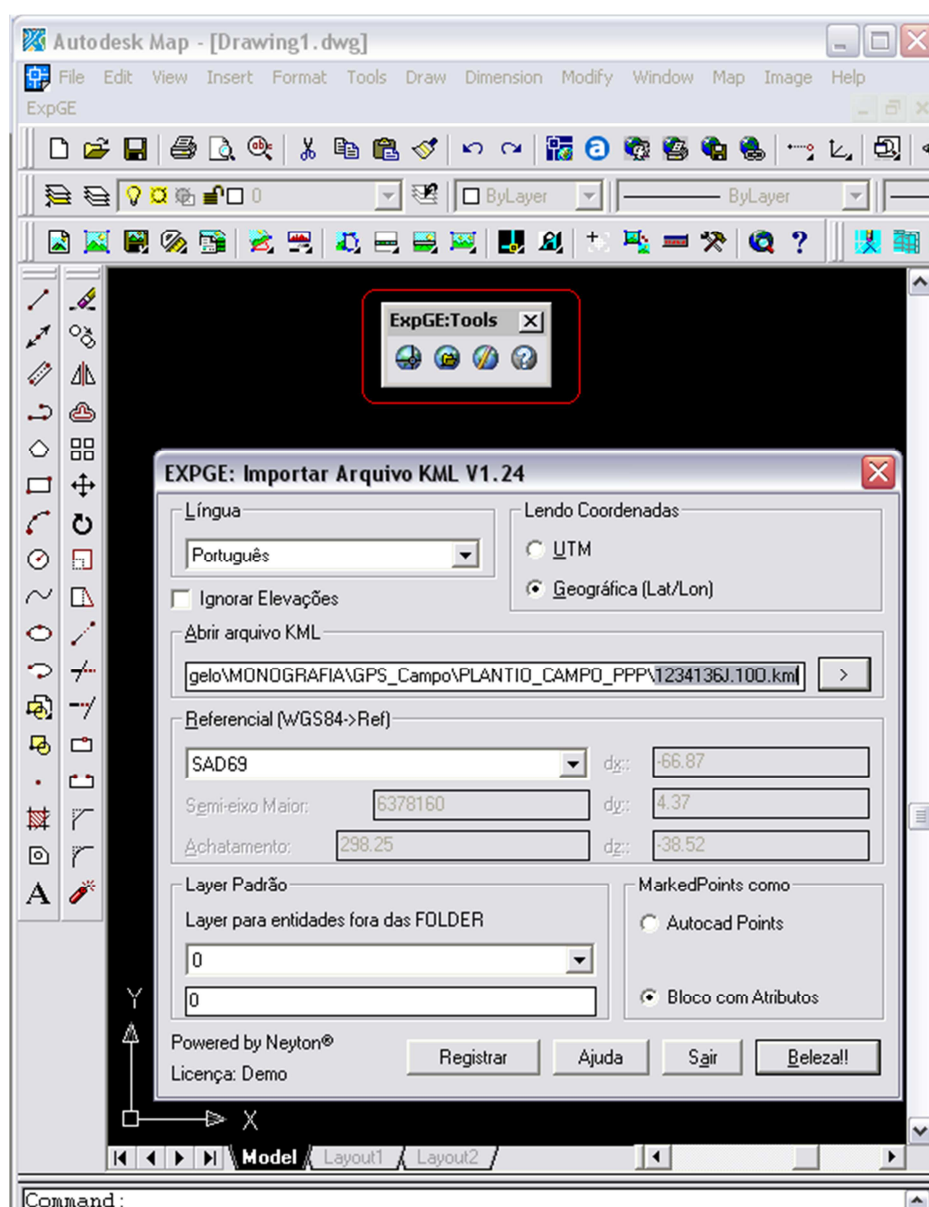 Autodesk Map - [Drawing1.dwg]
File Edit View Insert Format Tools Draw Dimension Modify Window Map Image Help
ExpGE
0
ByLayer
ByLayer
ExpGE:Tools
EXPGE: Importar Arquivo KML V1.24
Língua
Português
Lendo Coordenadas
UTM
Geográfica (Lat/Lon)
Ignorar Elevações
Abrir arquivo KML
gelo\MONOGRAFIA\GPS_Campo\PLANTIO_CAMPO_PPP\1234136J.10O.kml
>
Referencial (WGS84->Ref)
SAD69
dx::
-66.87
Semi-eixo Maior:
6378160
dy::
4.37
Achatamento:
298.25
dz::
-38.52
Layer Padrão
Layer para entidades fora das FOLDER
0
0
MarkedPoints como
Autocad Points
Bloco com Atributos
Powered by Neyton®
Licença: Demo
Registrar
Ajuda
Sair
Beleza!!
Y
X
Model
Layout1
Layout2
Command: